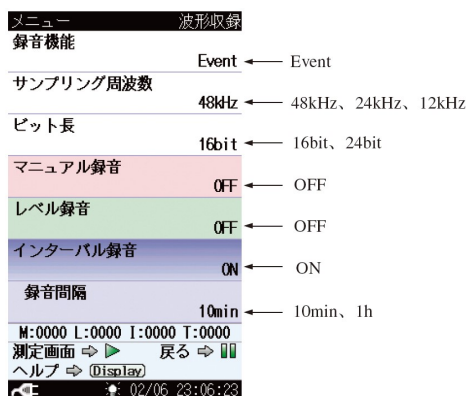 メニュー 波形収録
録音機能
Event ← Event
サンプリング周波数
48kHz ← 48kHz、24kHz、12kHz
ビット長
16bit ← 16bit、24bit
マニュアル録音
OFF ← OFF
レベル録音
OFF ← OFF
インターバル録音
ON ← ON
録音間隔
10min ← 10min、1h
M:0000 L:0000 I:0000 T:0000
測定画面 ⇨ ▷ 戻る ⇨ ▯▯
ヘルプ ⇨ Display
02/06 23:06:23